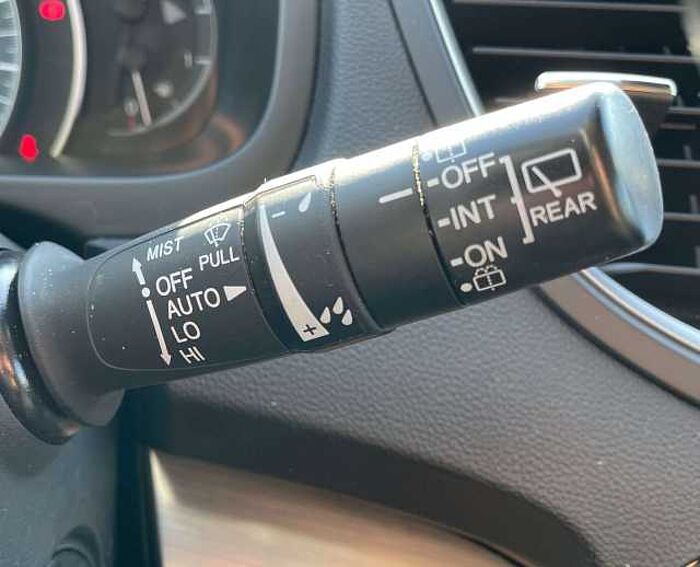 MIST
OFF
PULL
AUTO
LO
HI
-
+
OFF
INT
ON
REAR